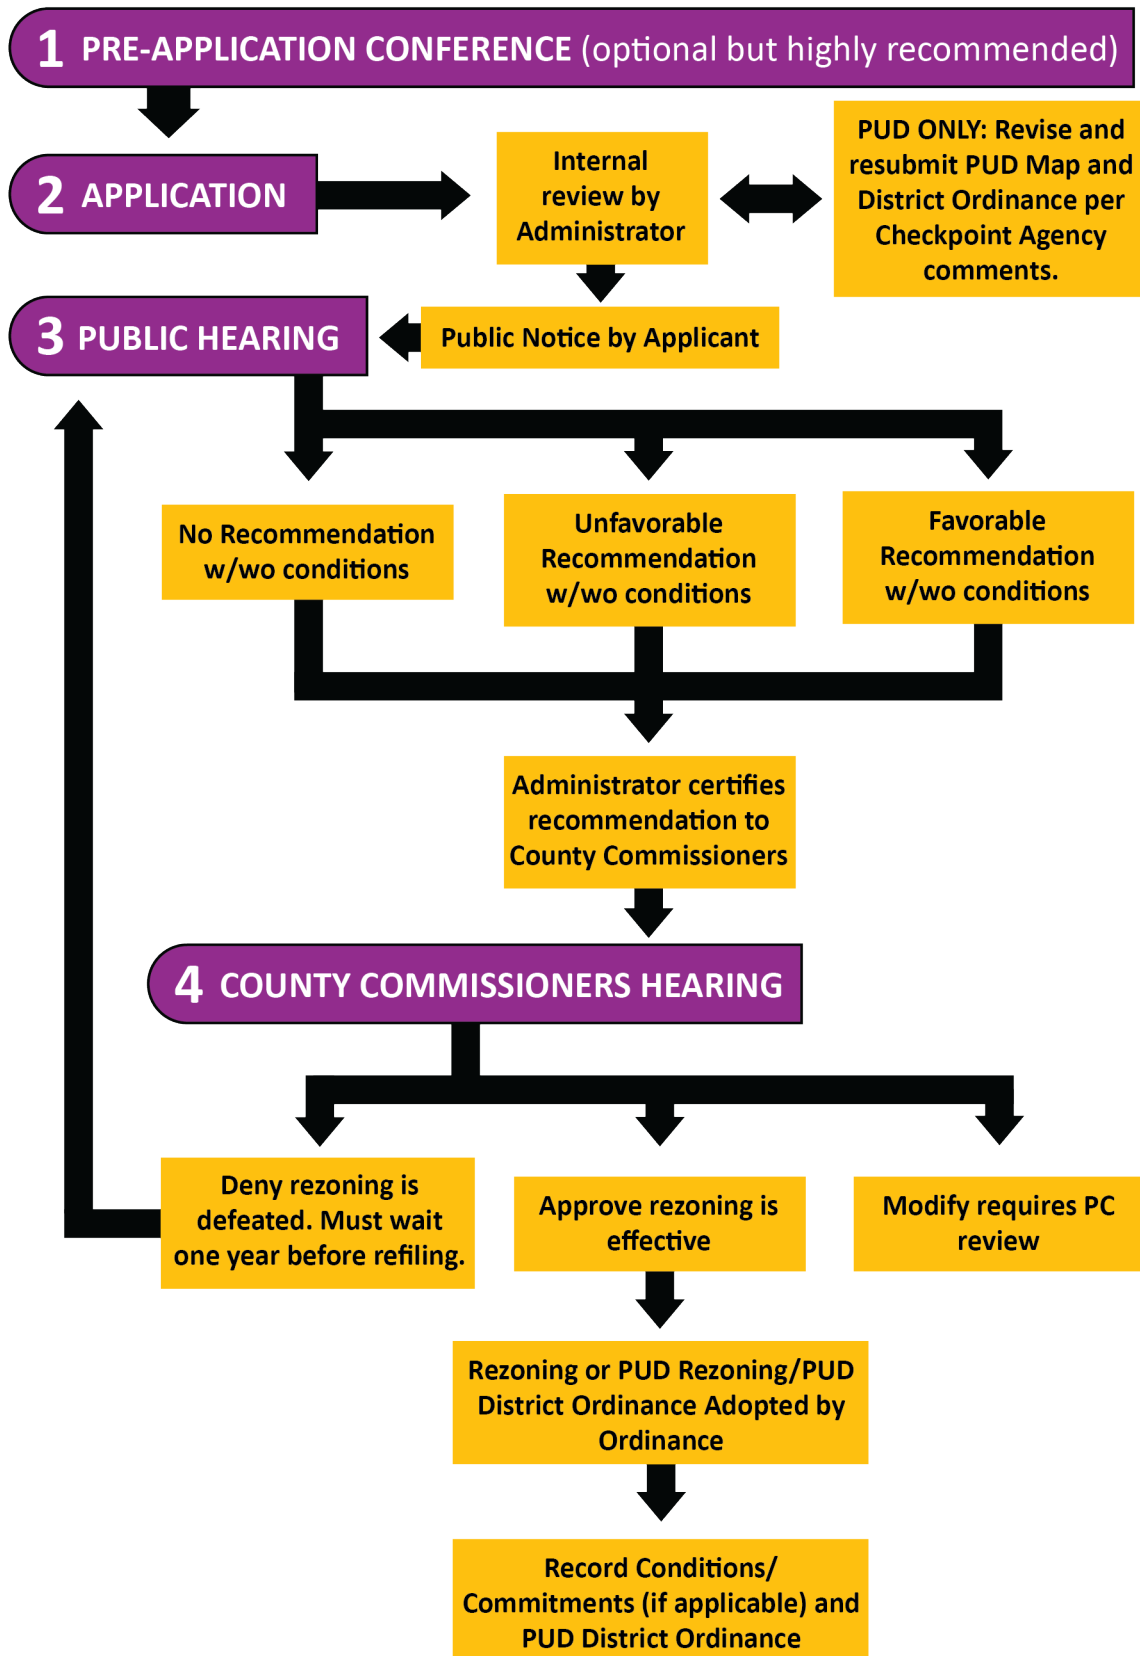 1 PRE-APPLICATION CONFERENCE (optional but highly recommended)
2 APPLICATION
Internal
review by
Administrator
PUD ONLY: Revise and
resubmit PUD Map and
District Ordinance per
Checkpoint Agency
comments.
3 PUBLIC HEARING
Public Notice by Applicant
No Recommendation
w/wo conditions
Unfavorable
Recommendation
w/wo conditions
Favorable
Recommendation
w/wo conditions
Administrator certifies
recommendation to
County Commissioners
4 COUNTY COMMISSIONERS HEARING
Deny rezoning is
defeated. Must wait
one year before refiling.
Approve rezoning is
effective
Modify requires PC
review
Rezoning or PUD Rezoning/PUD
District Ordinance Adopted by
Ordinance
Record Conditions/
Commitments (if applicable) and
PUD District Ordinance